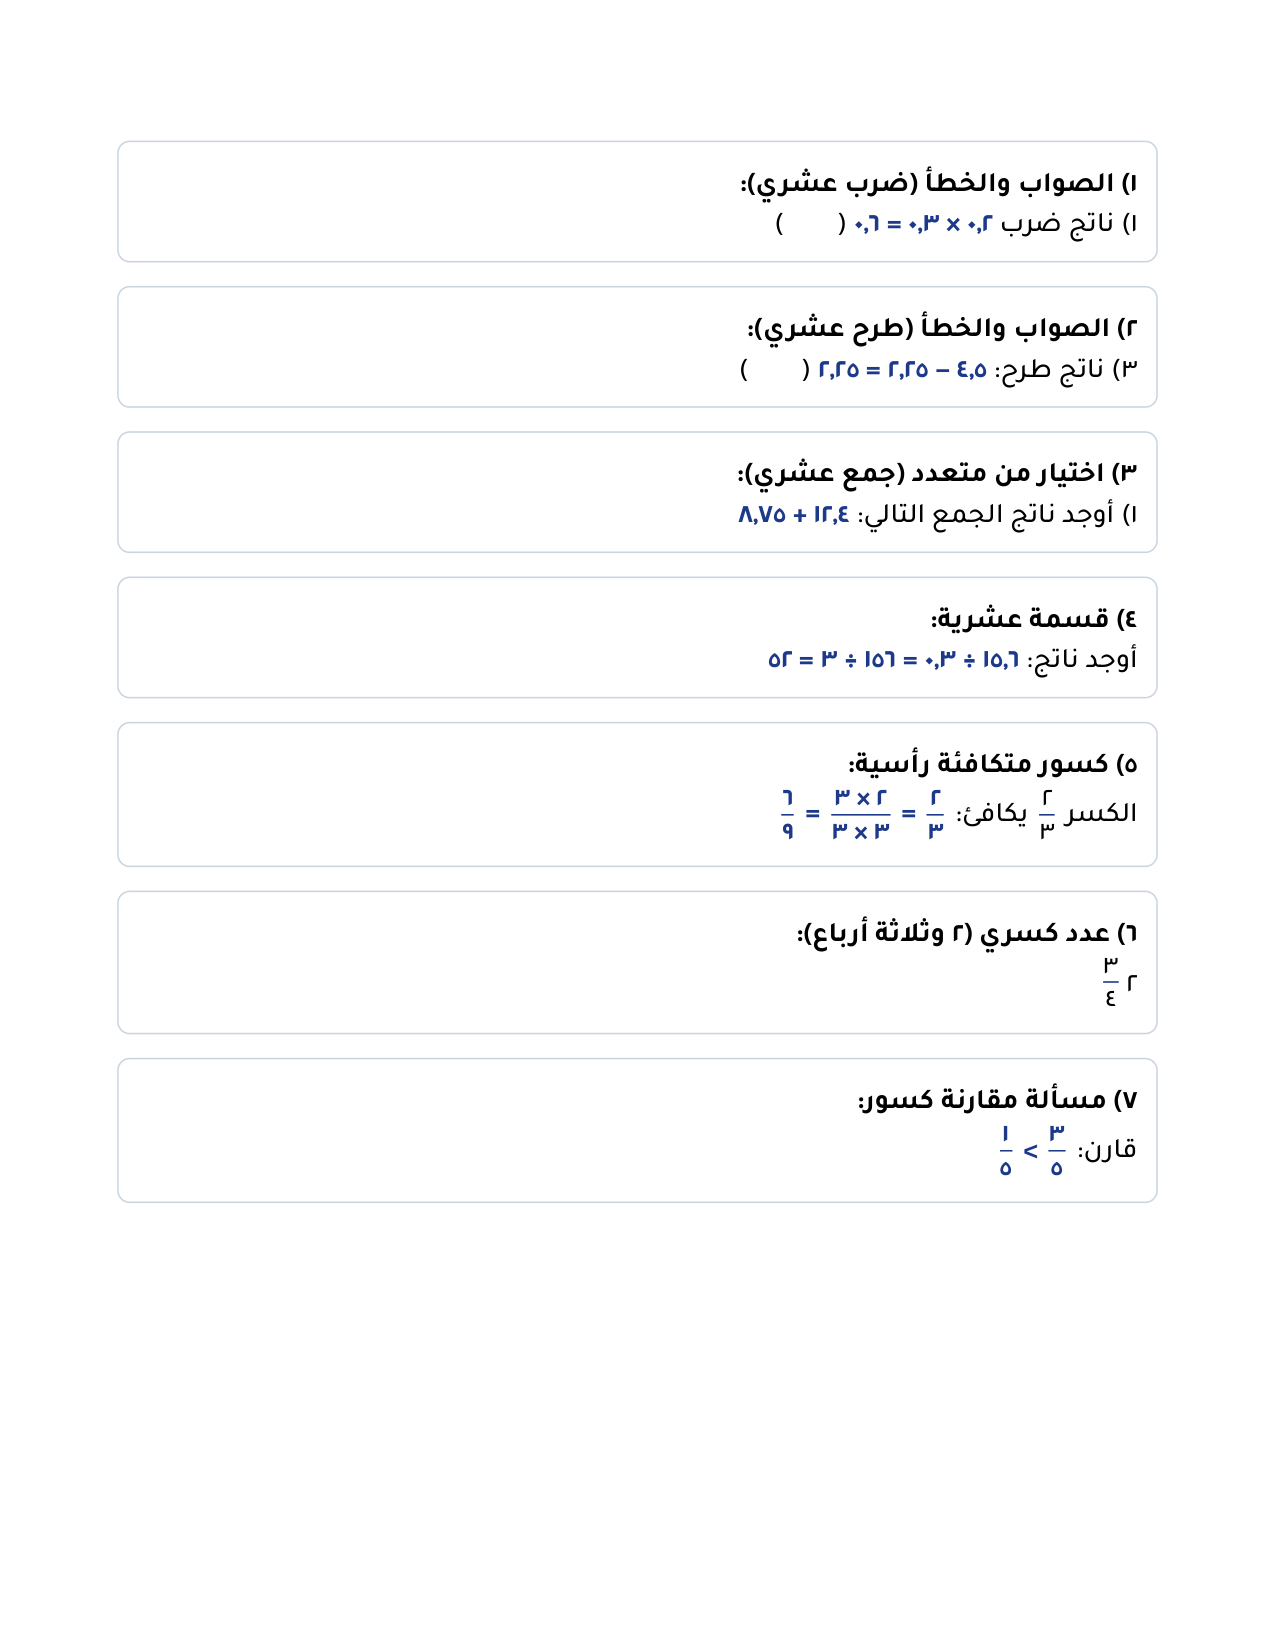 ١) الصواب والخطأ (ضرب عشري):
١) ناتج ضرب ٠,٢ × ٠,٣ = ٠,٦ (       )
٢) الصواب والخطأ (طرح عشري):
٣) ناتج طرح: ٤,٥ – ٢,٢٥ = ٢,٢٥ (       )
٣) اختيار من متعدد (جمع عشري):
١) أوجد ناتج الجمع التالي: ١٢,٤ + ٨,٧٥
٤) قسمة عشرية:
أوجد ناتج: ١٥,٦ ÷ ٠,٣ = ١٥٦ ÷ ٣ = ٥٢
٥) كسور متكافئة رأسية:
الكسر ٢/٣ يكافئ: ٢/٣ = ٢ × ٣/٣ × ٣ = ٦/٩
٦) عدد كسري (٢ وثلاثة أرباع):
٢ ٣/٤
٧) مسألة مقارنة كسور:
قارن: ٣/٥ > ١/٥